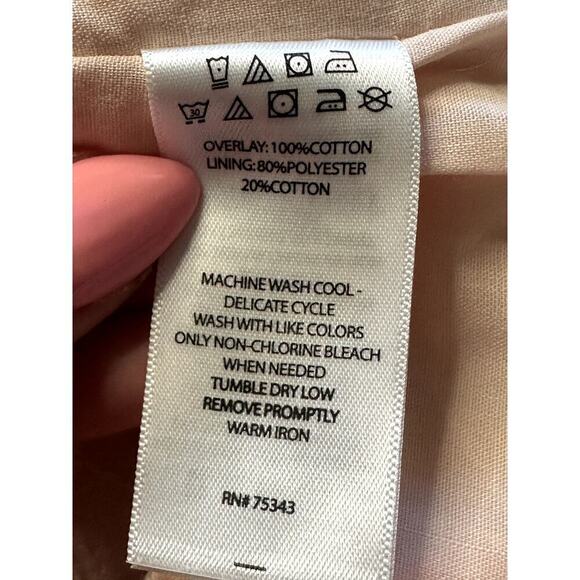 30
OVERLAY: 100%COTTON
LINING: 80%POLYESTER
20%COTTON
MACHINE WASH COOL -
DELICATE CYCLE
WASH WITH LIKE COLORS
ONLY NON-CHLORINE BLEACH
WHEN NEEDED
TUMBLE DRY LOW
REMOVE PROMPTLY
WARM IRON
RN# 75343